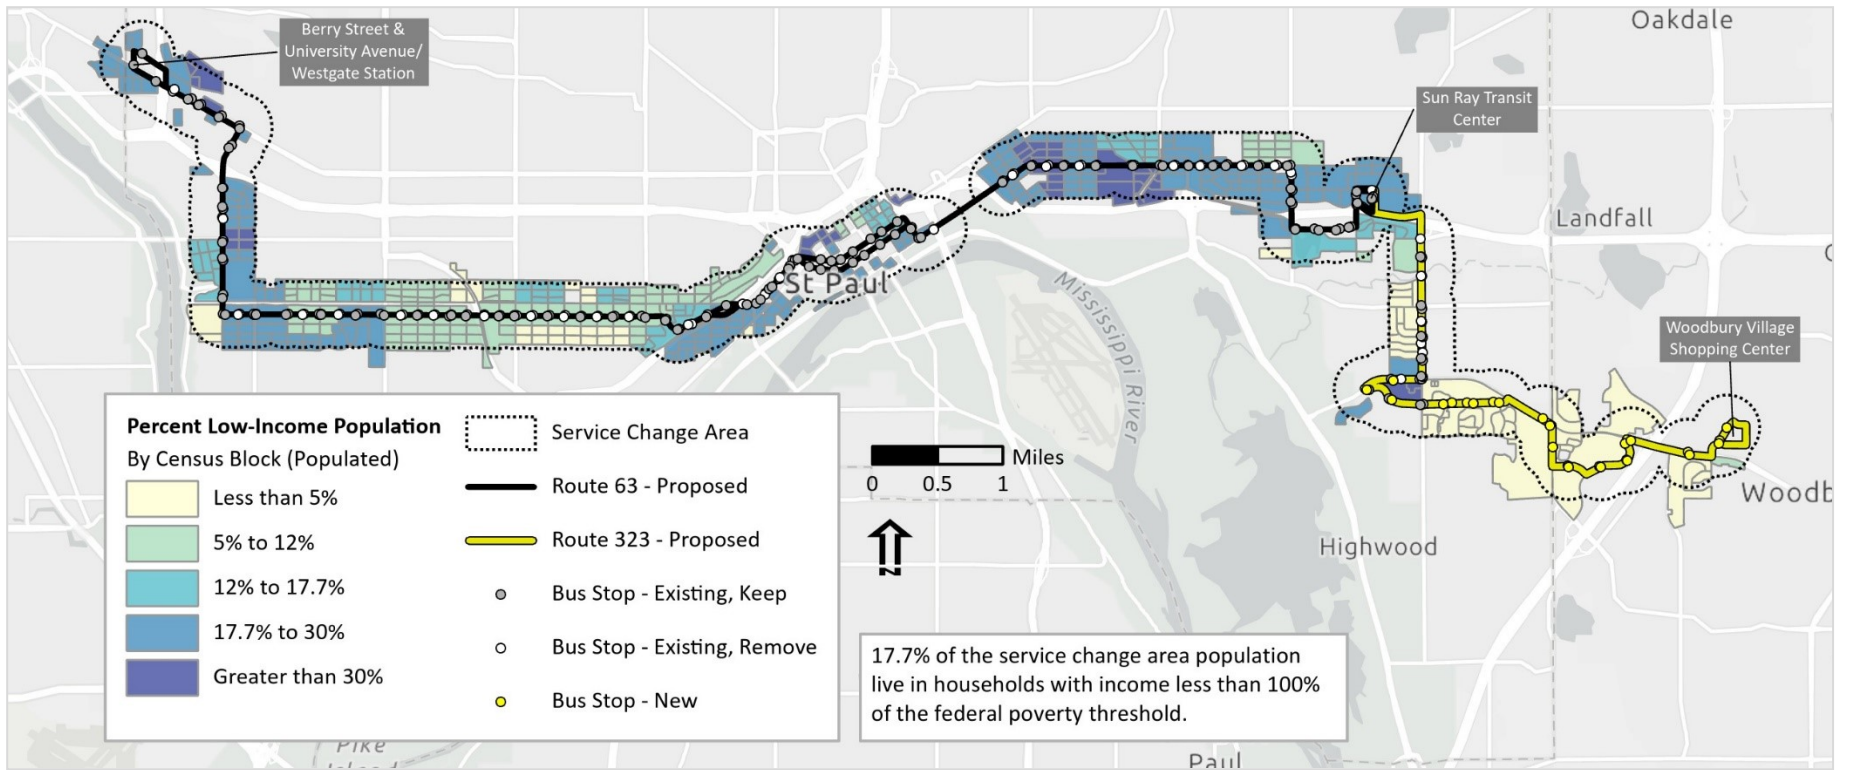 Oakdale
Berry Street &
University Avenue/
Westgate Station
Sun Ray Transit
Center
Landfall
St Paul
Mississippi
River
Woodbury Village
Shopping Center
Woodb
Highwood
Percent Low-Income Population
By Census Block (Populated)
Less than 5%
5% to 12%
12% to 17.7%
17.7% to 30%
Greater than 30%
Service Change Area
Route 63 - Proposed
Route 323 - Proposed
Bus Stop - Existing, Keep
Bus Stop - Existing, Remove
Bus Stop - New
Miles
0 0.5 1
N
17.7% of the service change area population
live in households with income less than 100%
of the federal poverty threshold.
Pike
Paul